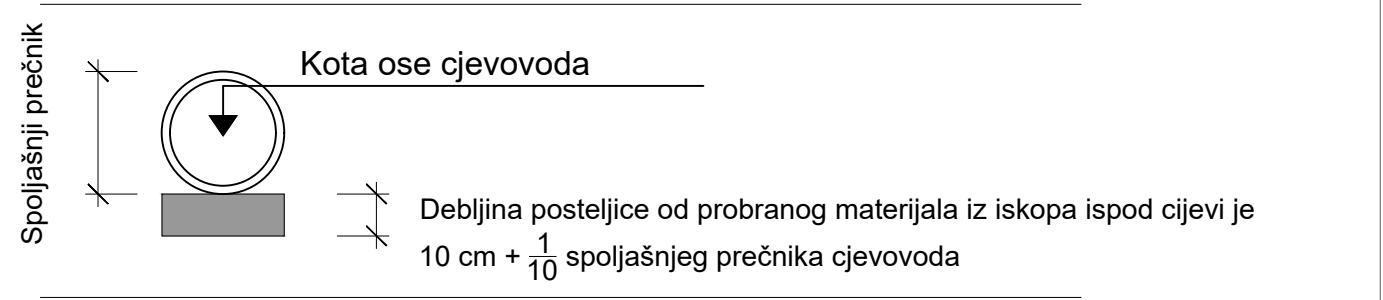 Spoljašnji prečnik
Kota ose cjevovoda
Debljina posteljice od probranog materijala iz iskopa ispod cijevi je
10 cm + 1/10 spoljašnjeg prečnika cjevovoda